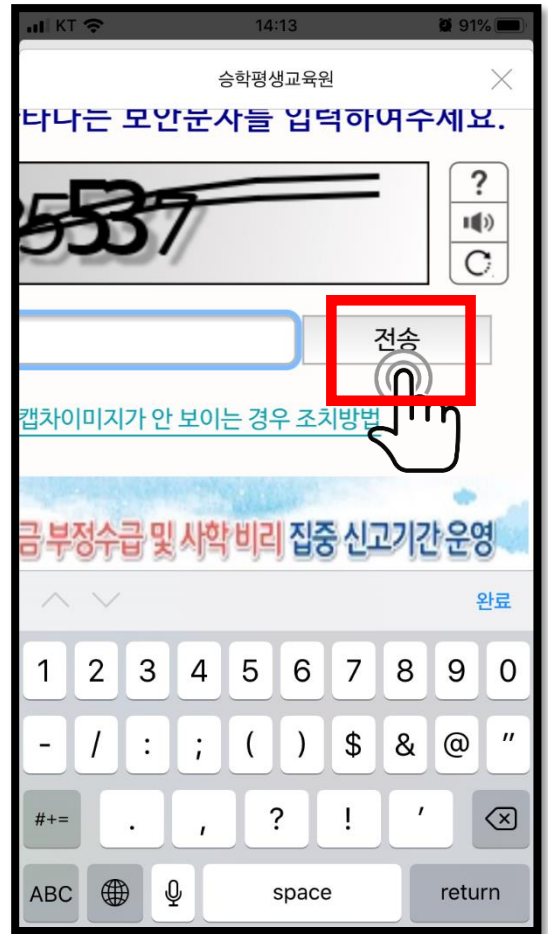 KT 14:13 91%
승학평생교육원
타나는 보안문자를 입력하여주세요.
5537
?
전송
캡차이미지가 안 보이는 경우 조치방법
금 부정수급 및 사학 비리 집중 신고기간 운영
완료
1 2 3 4 5 6 7 8 9 0
- / : ; ( ) $ & @ "
#+= . , ? ! '
ABC space return